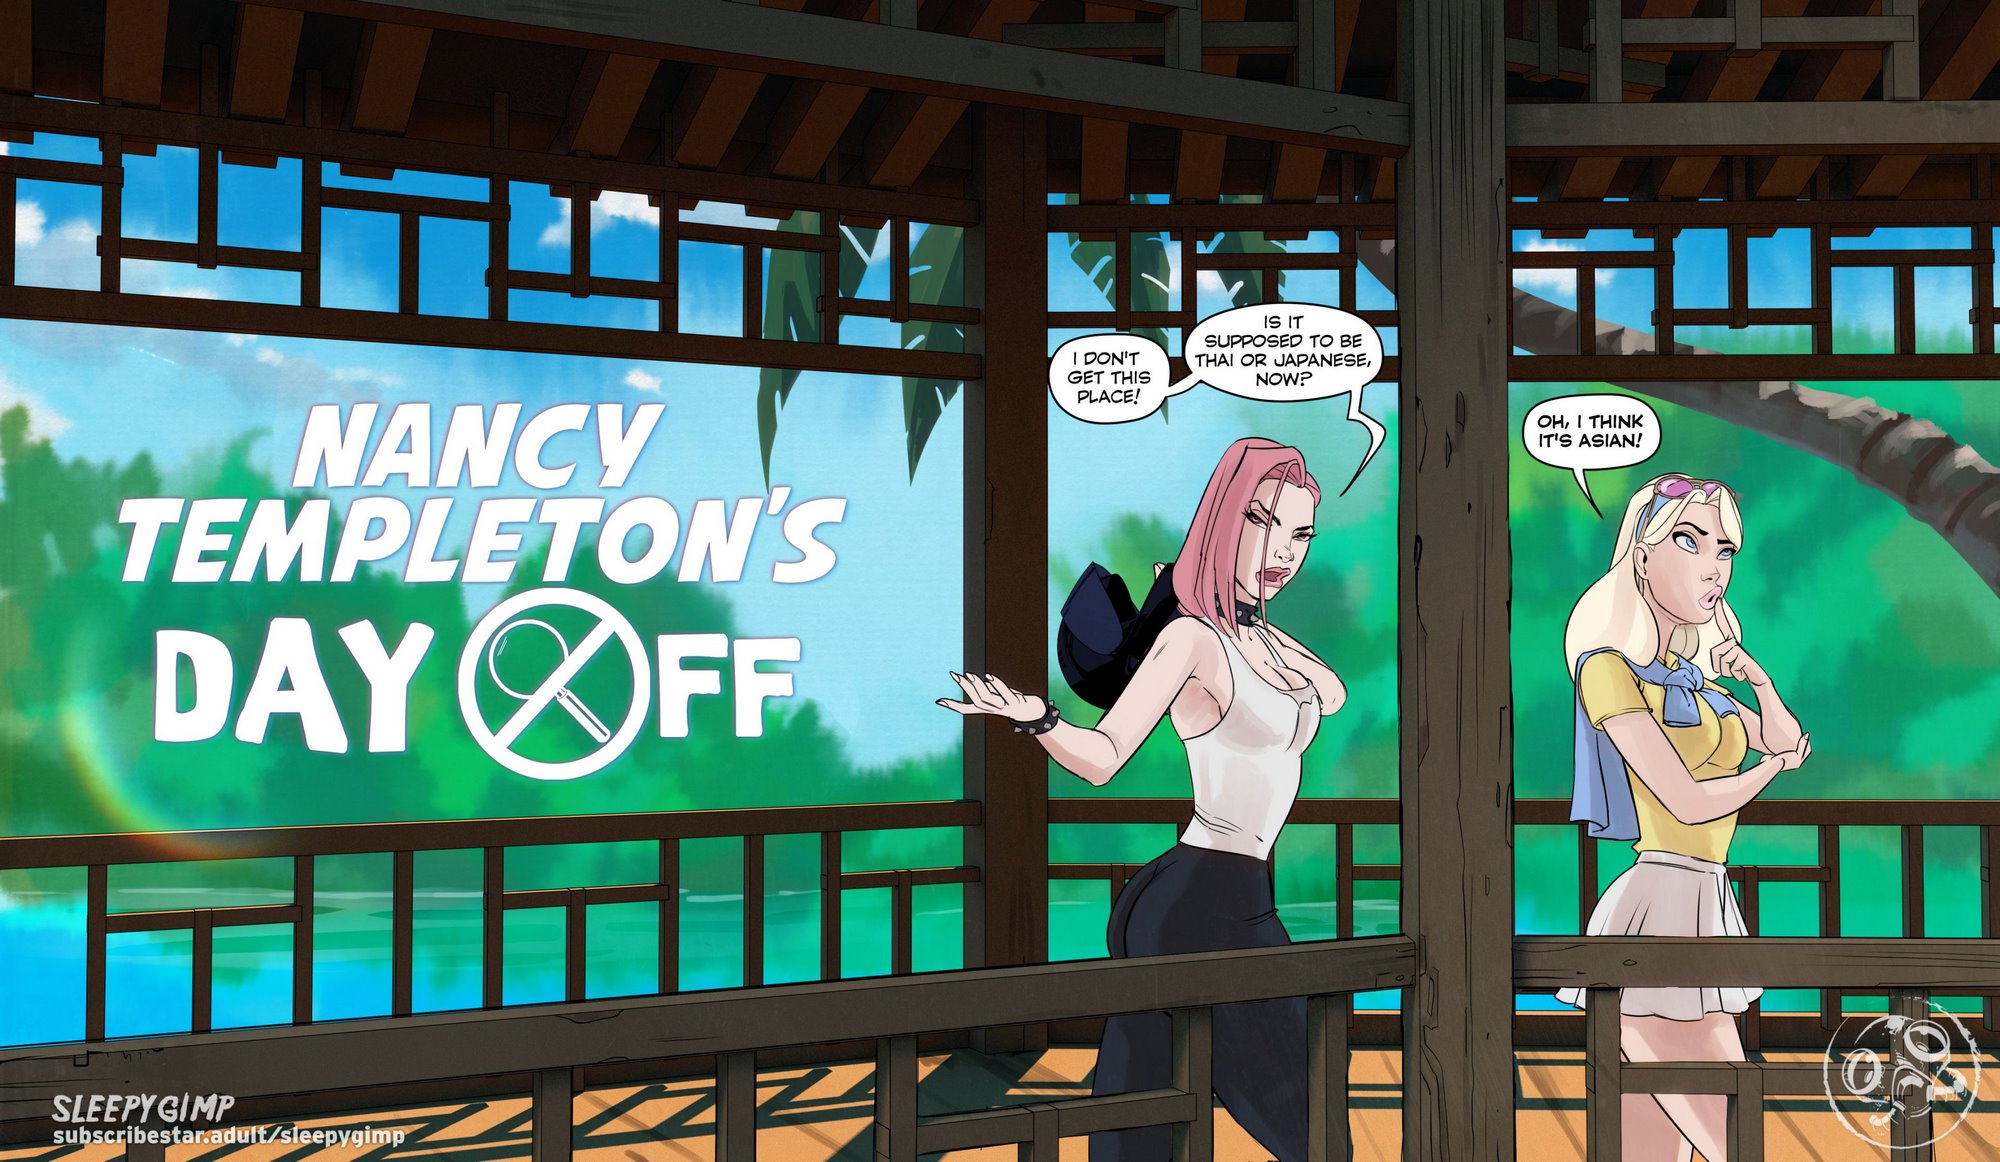 NANCY
TEMPLETON'S
DAY OFF
I DON'T
GET THIS
PLACE!
IS IT
SUPPOSED TO BE
THAI OR JAPANESE,
NOW?
OH, I THINK
IT'S ASIAN!
SLEEPYGIMP
subscribestar.adult/sleepygimp